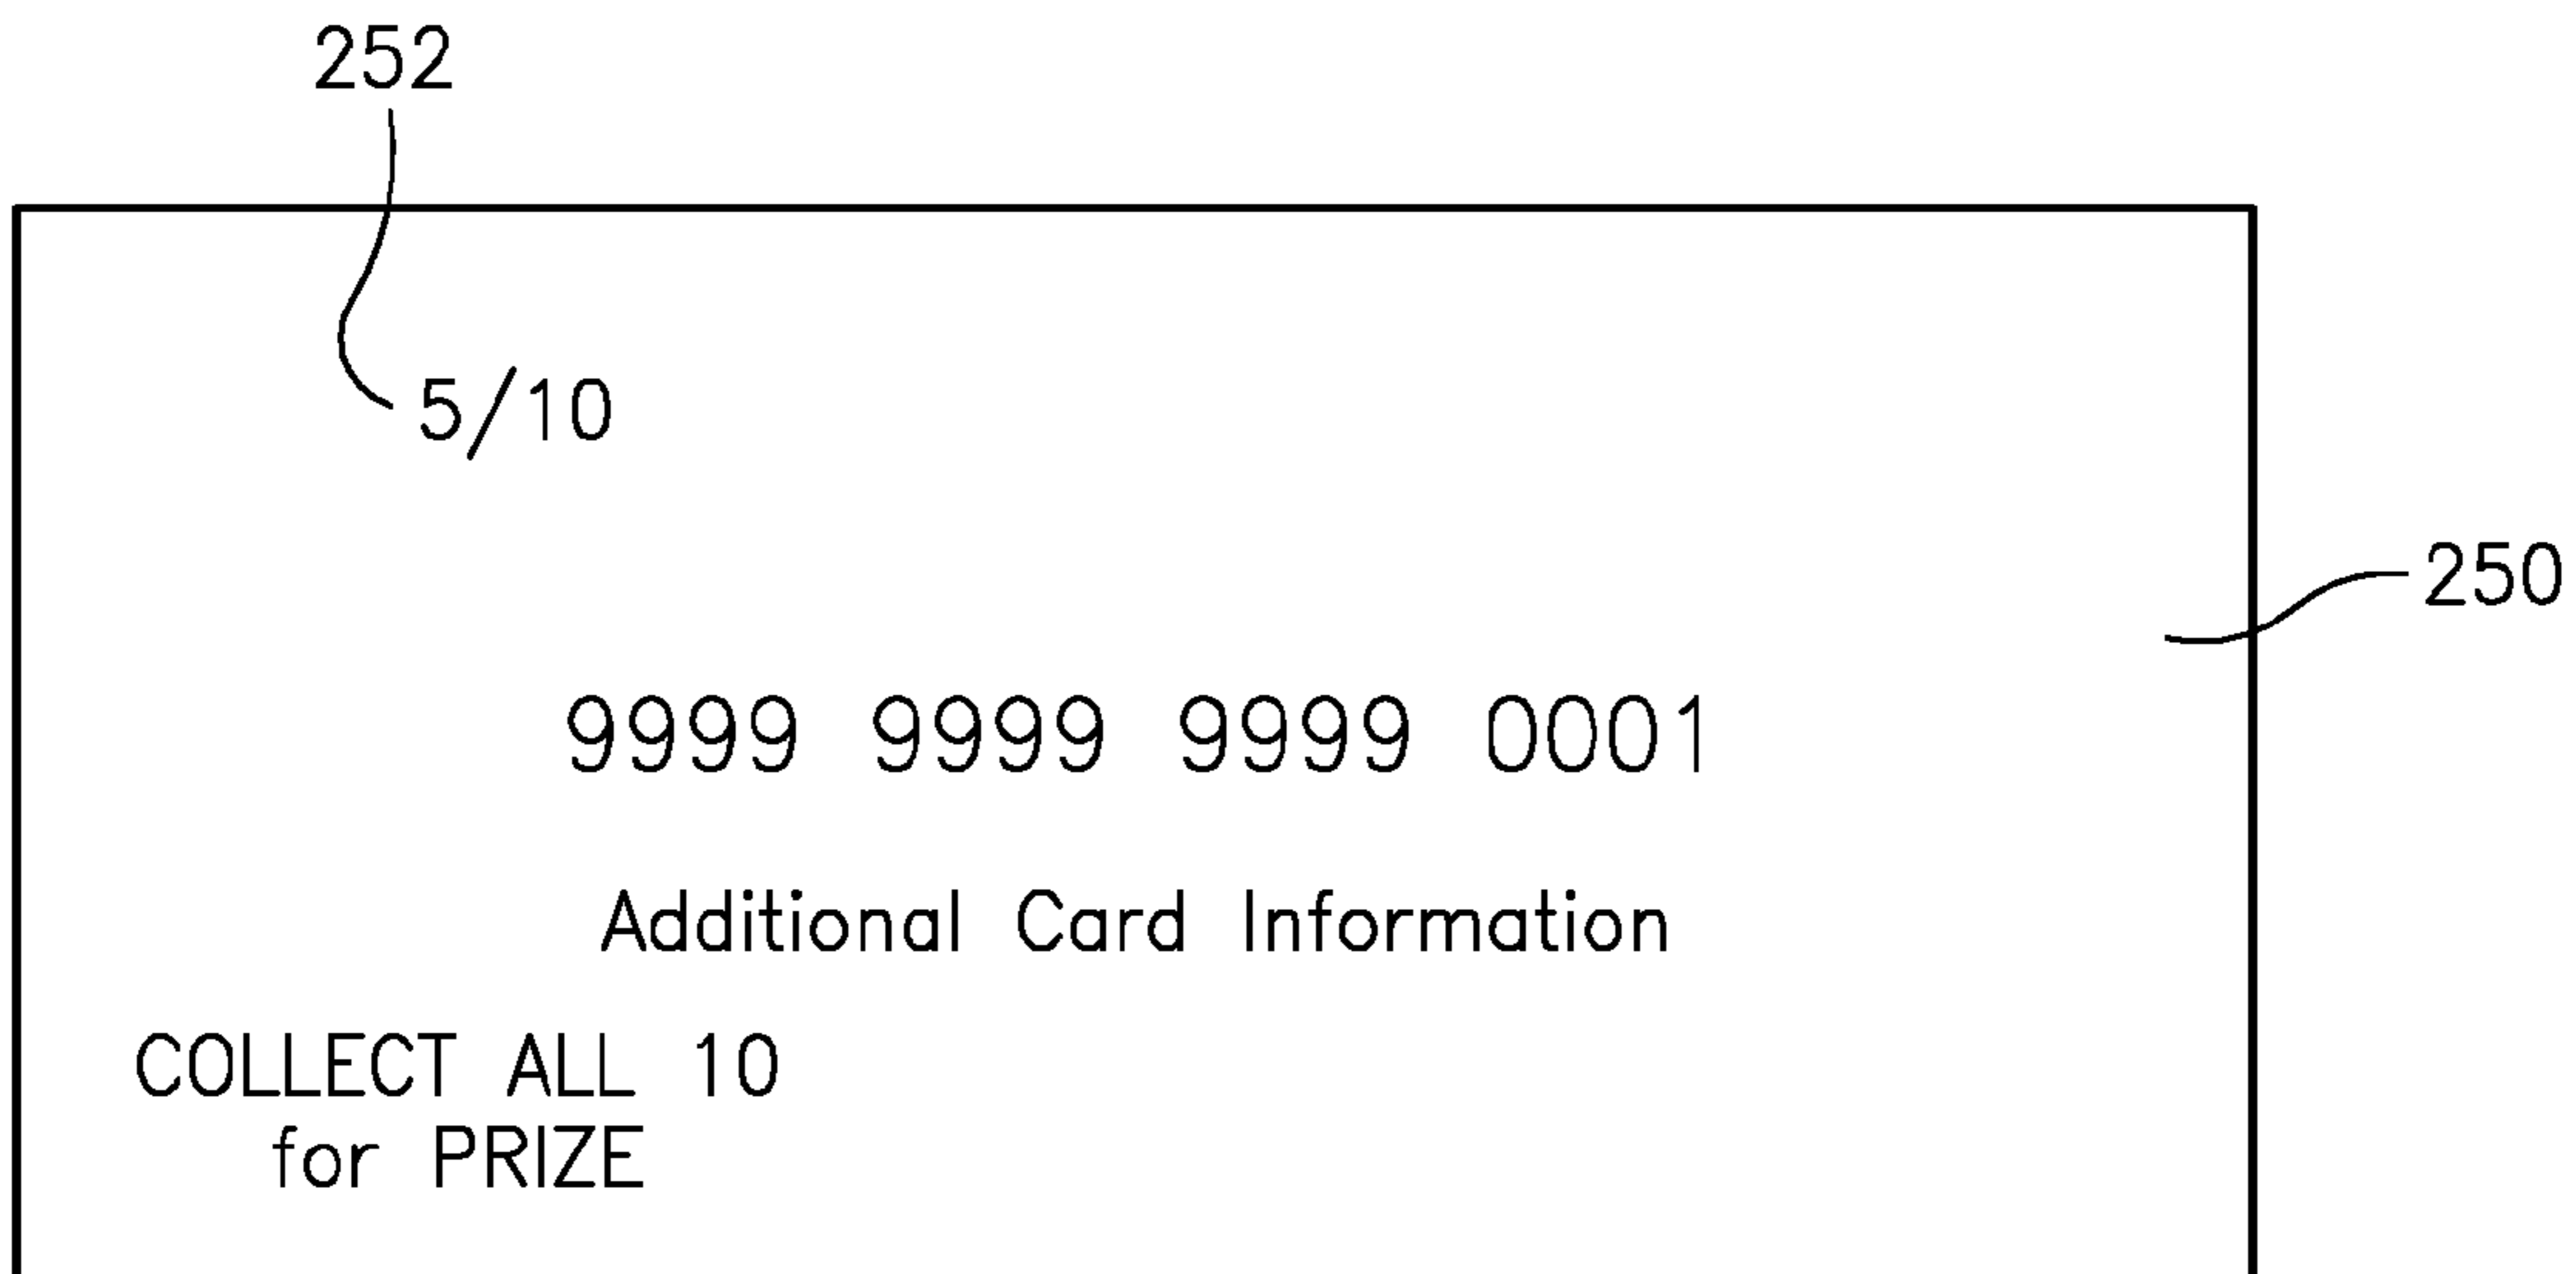 252
5/10
250
9999 9999 9999 0001
Additional Card Information
COLLECT ALL 10
for PRIZE